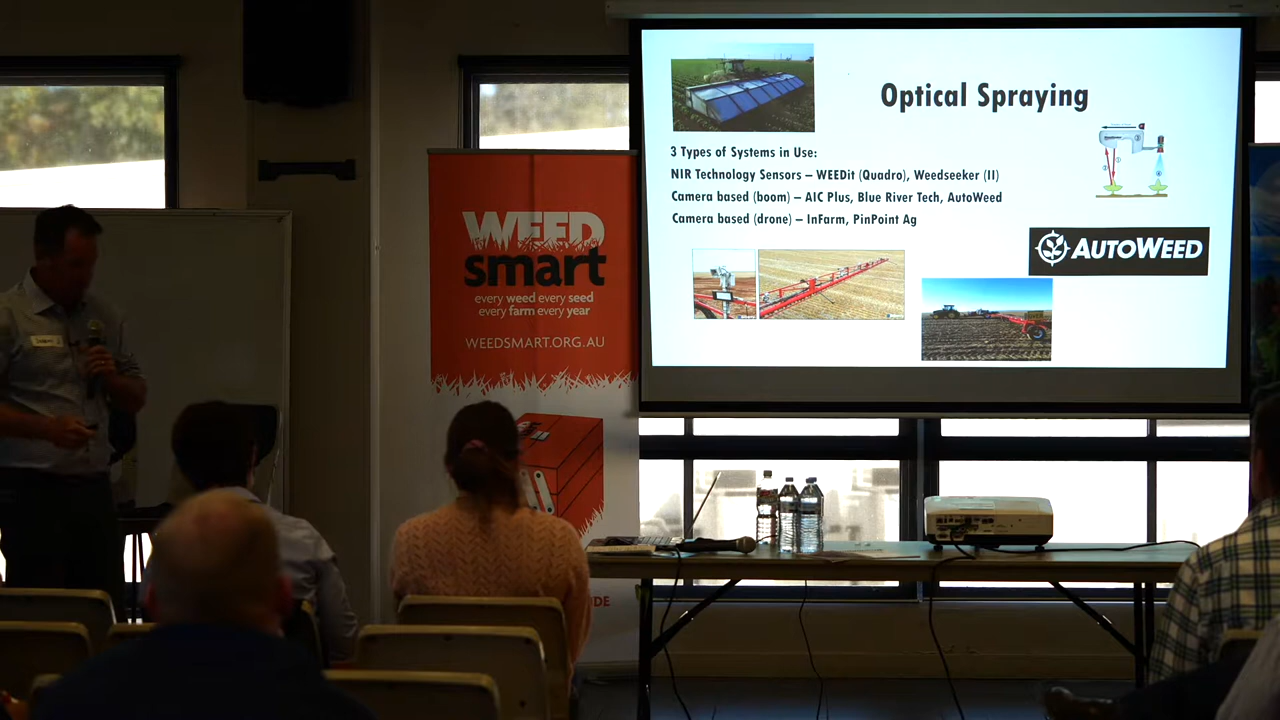 WEED
smart
every weed every seed
every farm every year
WEEDSMART.ORG.AU
Optical Spraying
3 Types of Systems in Use:
NIR Technology Sensors – WEEDit (Quadro), Weedseeker (II)
Camera based (boom) – AIC Plus, Blue River Tech, AutoWeed
Camera based (drone) – InFarm, PinPoint Ag
AUTOWEED